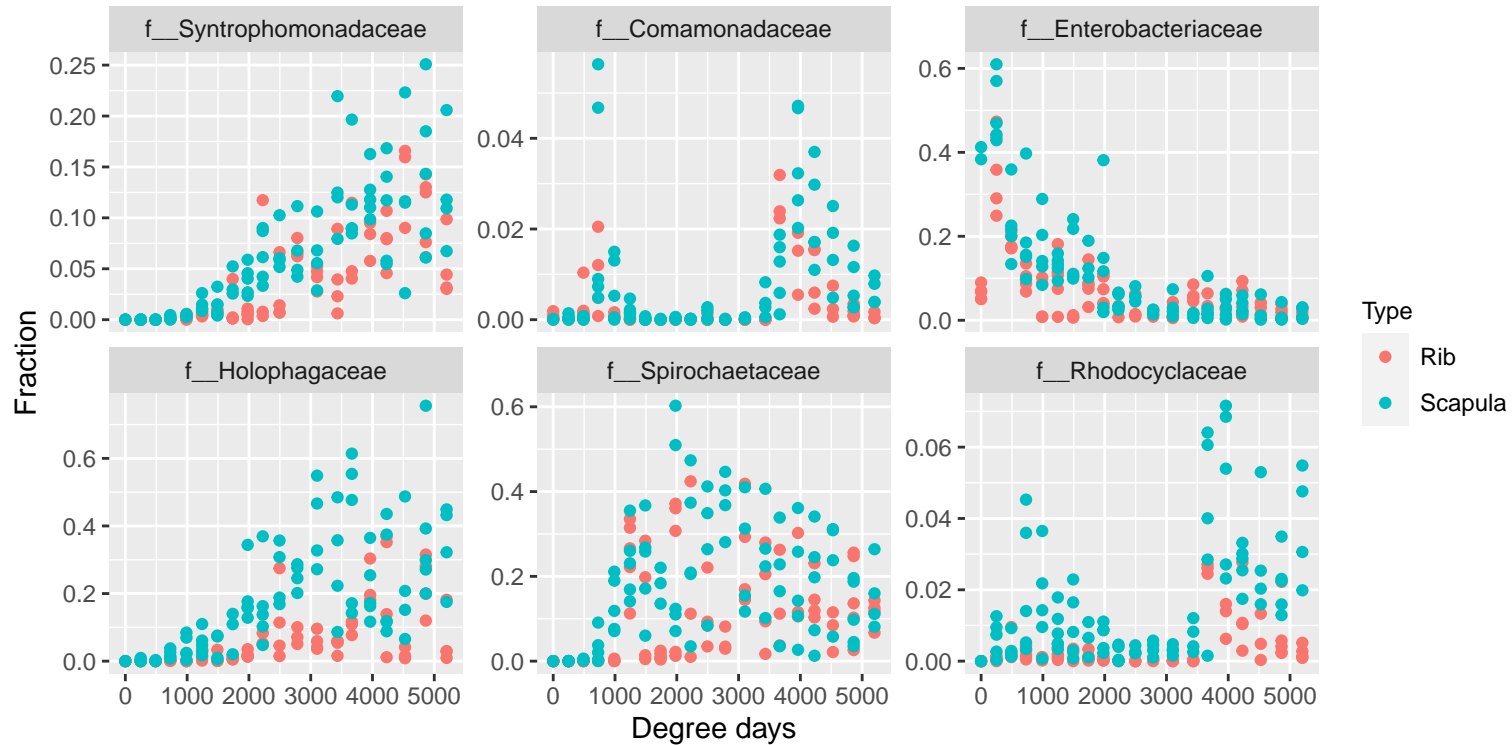 f__Syntrophomonadaceae
f__Comamonadaceae
f__Enterobacteriaceae
0.25
0.20
0.15
0.10
0.05
0.00
0.04
0.02
0.00
0.6
0.4
0.2
0.0
f__Holophagaceae
f__Spirochaetaceae
f__Rhodocyclaceae
0.6
0.4
0.2
0.0
0.6
0.4
0.2
0.0
0.06
0.04
0.02
0.00
0 1000 2000 3000 4000 5000
0 1000 2000 3000 4000 5000
0 1000 2000 3000 4000 5000
Degree days
Fraction
Type
Rib
Scapula